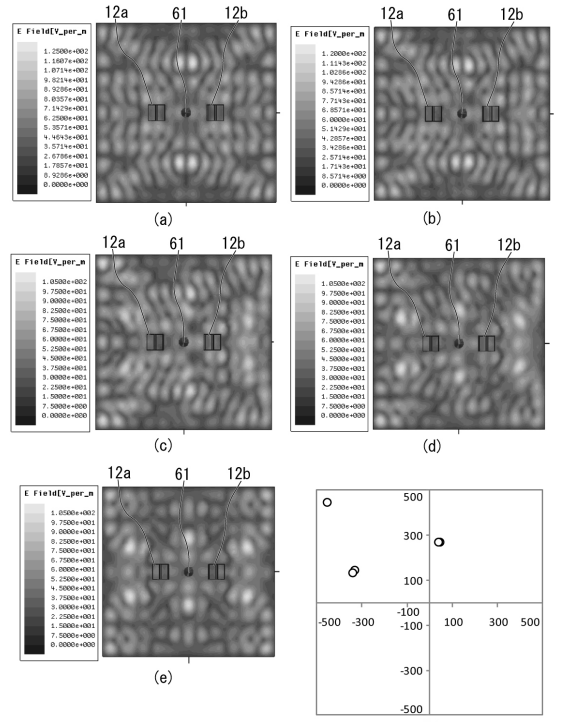 12a 61 12b
E Field[V_per_m
1.2500e+002
1.1607e+002
1.0714e+002
9.8214e+001
8.9286e+001
8.0357e+001
7.1429e+001
6.2500e+001
5.3571e+001
4.4643e+001
3.5714e+001
2.6786e+001
1.7857e+001
8.9286e+000
0.0000e+000
(a)
12a 61 12b
E Field[V_per_m
1.2000e+002
1.1143e+002
1.0286e+002
9.4286e+001
8.5714e+001
7.7143e+001
6.8571e+001
6.0000e+001
5.1429e+001
4.2857e+001
3.4286e+001
2.5714e+001
1.7143e+001
8.5714e+000
0.0000e+000
(b)
12a 61 12b
E Field[V_per_m
1.0500e+002
9.7500e+001
9.0000e+001
8.2500e+001
7.5000e+001
6.7500e+001
6.0000e+001
5.2500e+001
4.5000e+001
3.7500e+001
3.0000e+001
2.2500e+001
1.5000e+001
7.5000e+000
0.0000e+000
(c)
12a 61 12b
E Field[V_per_m
1.0500e+002
9.7500e+001
9.0000e+001
8.2500e+001
7.5000e+001
6.7500e+001
6.0000e+001
5.2500e+001
4.5000e+001
3.7500e+001
3.0000e+001
2.2500e+001
1.5000e+001
7.5000e+000
0.0000e+000
(d)
12a 61 12b
E Field[V_per_m
1.0500e+002
9.7500e+001
9.0000e+001
8.2500e+001
7.5000e+001
6.7500e+001
6.0000e+001
5.2500e+001
4.5000e+001
3.7500e+001
3.0000e+001
2.2500e+001
1.5000e+001
7.5000e+000
0.0000e+000
(e)
500
300
100
-500 -300 -100 100 300 500
-100
-300
-500